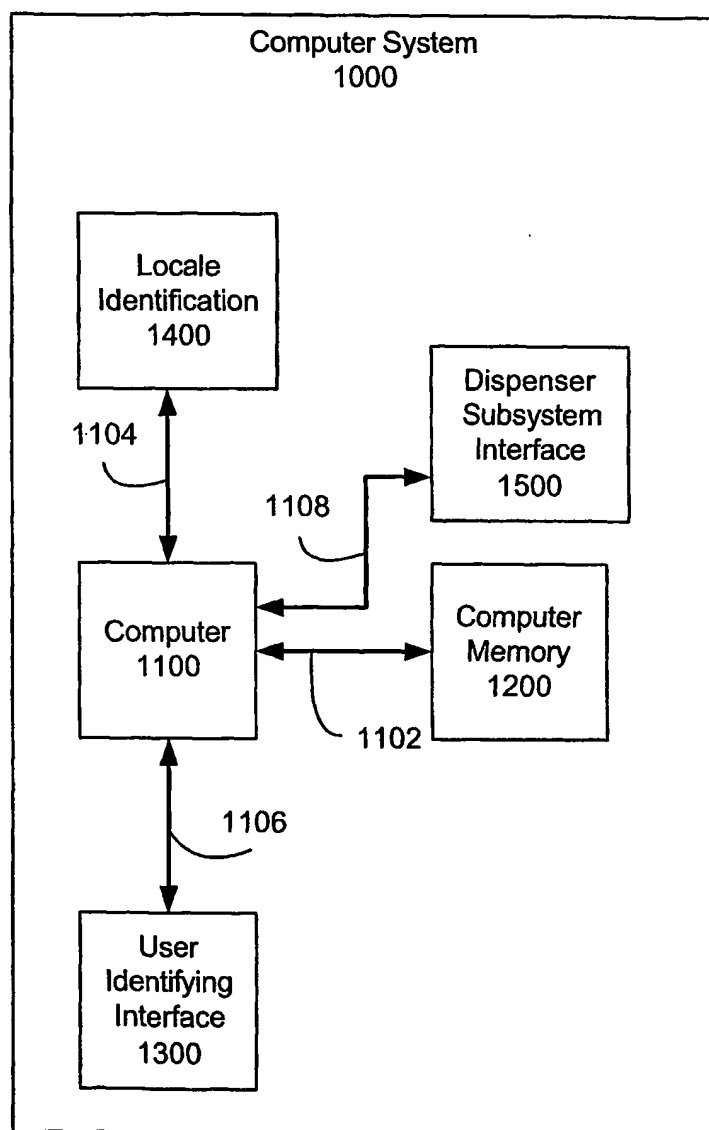 Computer System
1000
Locale
Identification
1400
1104
Dispenser
Subsystem
Interface
1500
1108
Computer
1100
Computer
Memory
1200
1102
1106
User
Identifying
Interface
1300